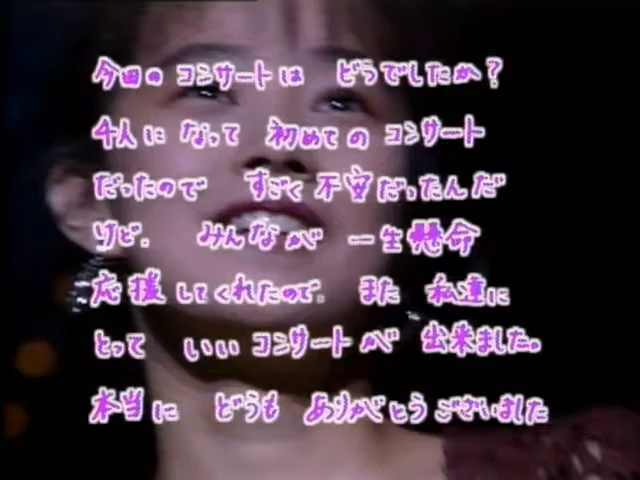 今回の コンサートは どうでしたか?
4人に なって 初めての コンサート
だったので すごく 不安だったんだ
けど. みんなが 一生懸命
応援してくれたので. また 私達に
とって いい コンサートが 出来ました。
本当に どうも ありがとうございました